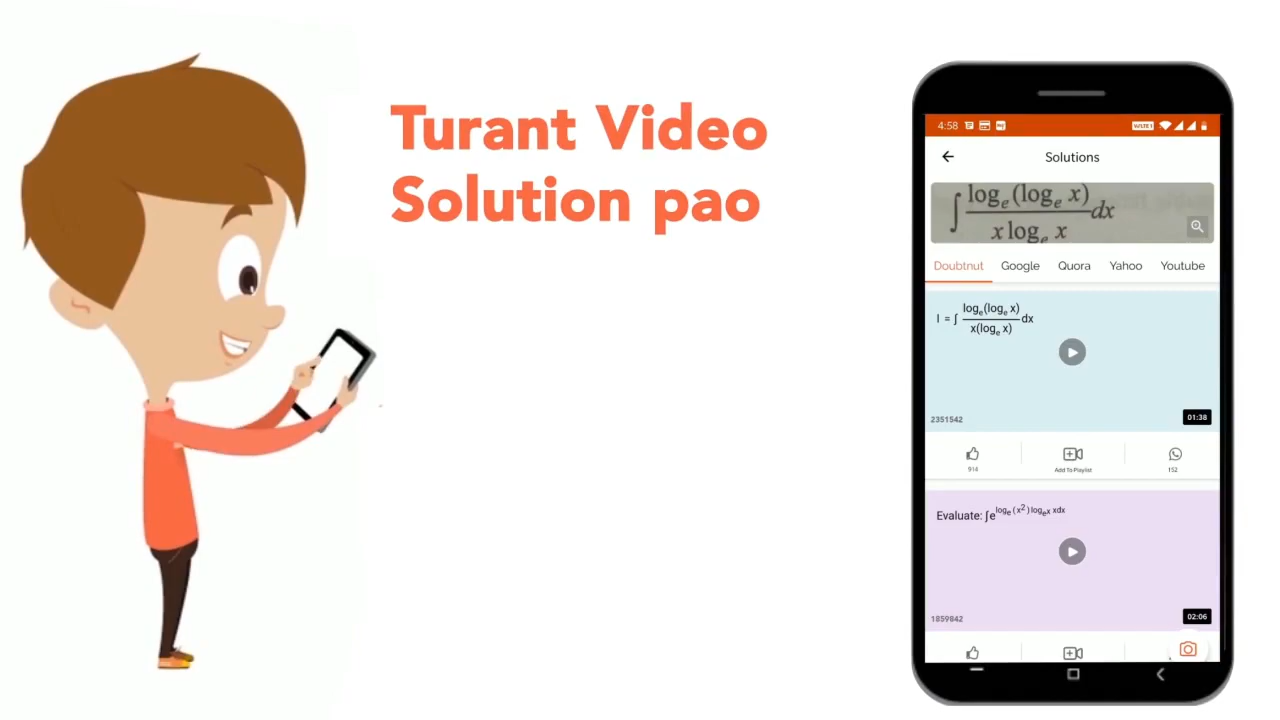 Turant Video
Solution pao
4:58
VoLTE1
Solutions
∫ logₑ(logₑ x) / x logₑ x dx
Doubtnut Google Quora Yahoo Youtube
I = ∫ logₑ(logₑ x) / x(logₑ x) dx
2351542 01:38
914 Add To Playlist 152
Evaluate: ∫e^logₑ(x²)logₑx xdx
1859842 02:06